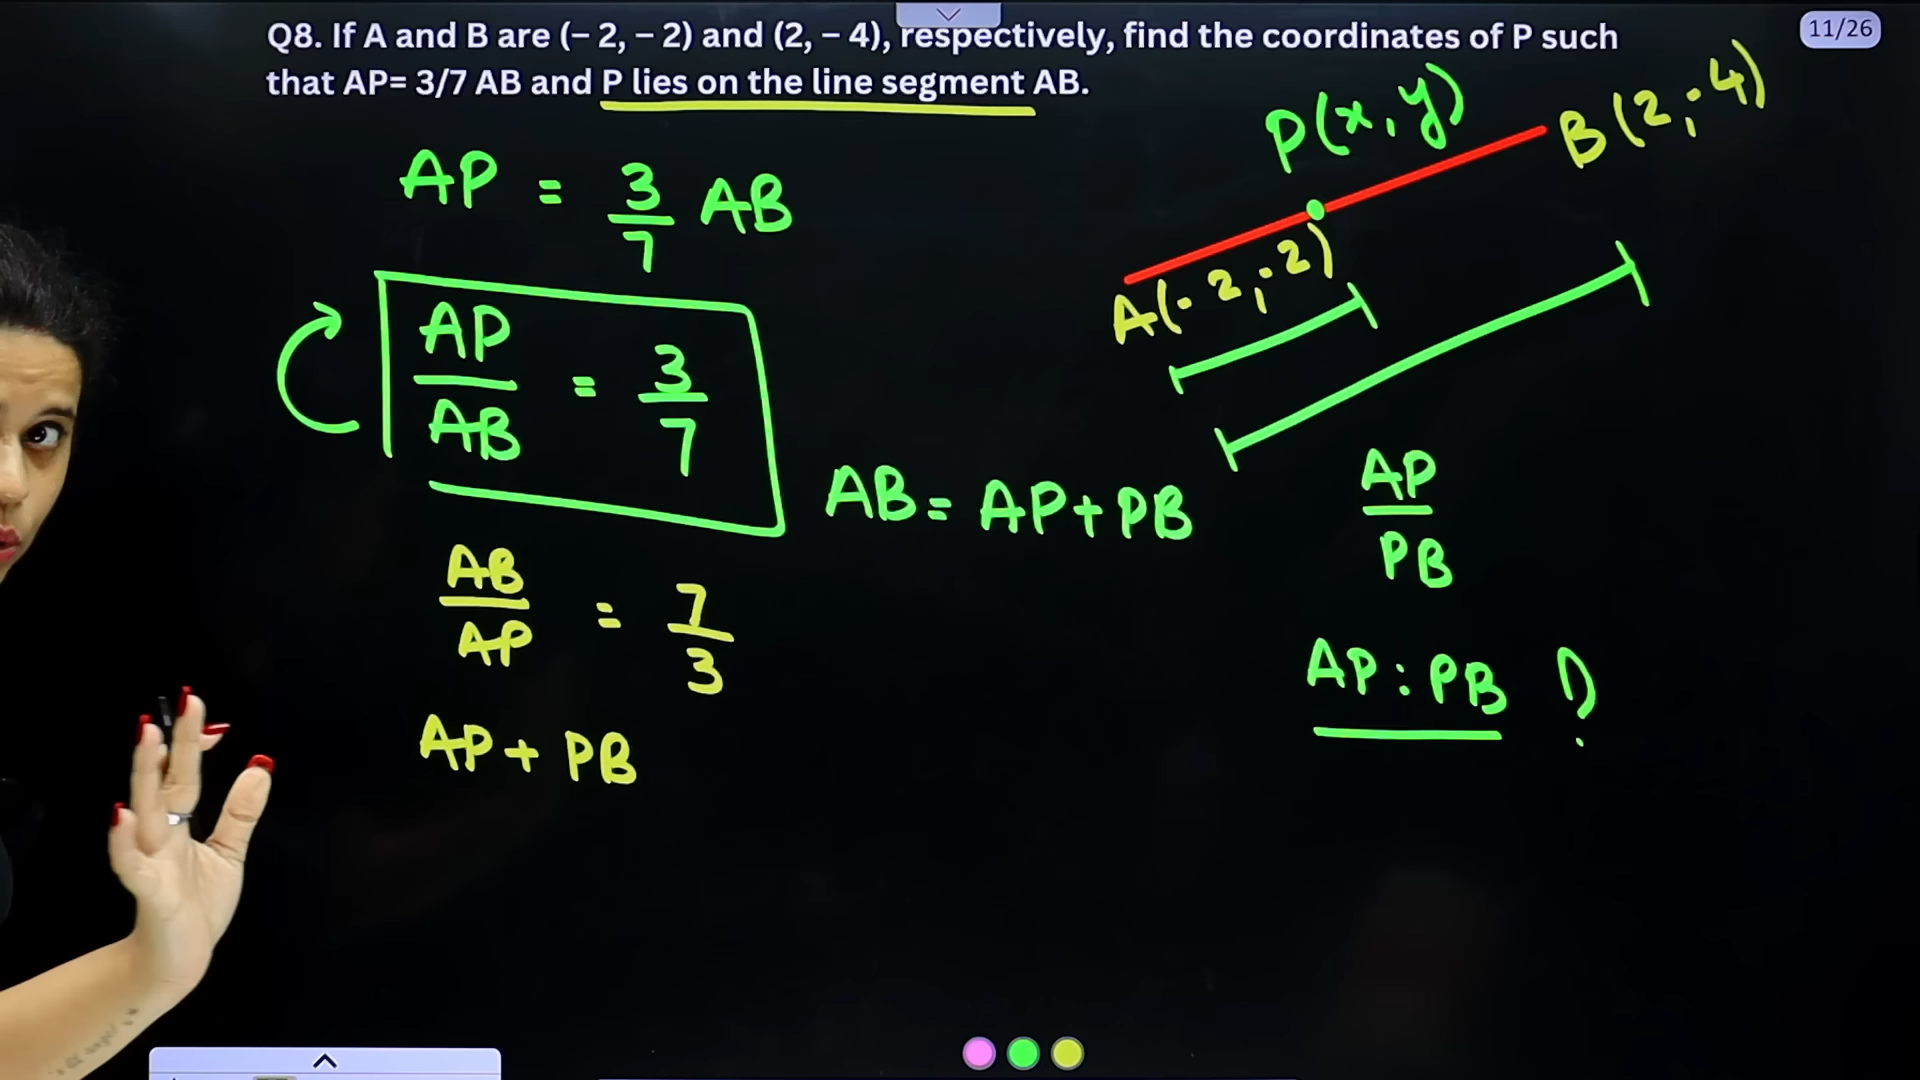 Q8. If A and B are (– 2, – 2) and (2, – 4), respectively, find the coordinates of P such
that AP= 3/7 AB and P lies on the line segment AB.
11/26
P(x, y)
B(2, -4)
A(-2, -2)
AP = 3/7 AB
AP/AB = 3/7
AB = AP + PB
AP/PB
AB/AP = 7/3
AP : PB ?
AP + PB